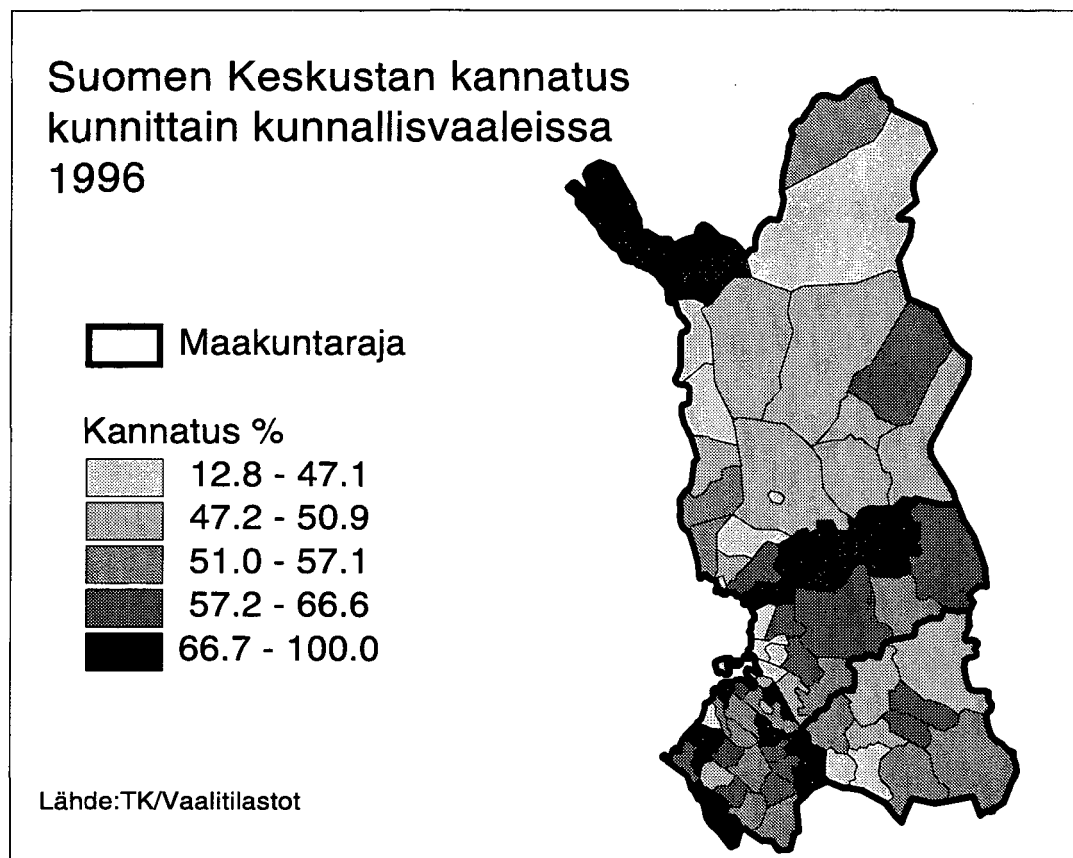 Suomen Keskustan kannatus
kunnittain kunnallisvaaleissa
1996
Maakuntaraja
Kannatus %
12.8 - 47.1
47.2 - 50.9
51.0 - 57.1
57.2 - 66.6
66.7 - 100.0
Lähde:TK/Vaalitilastot